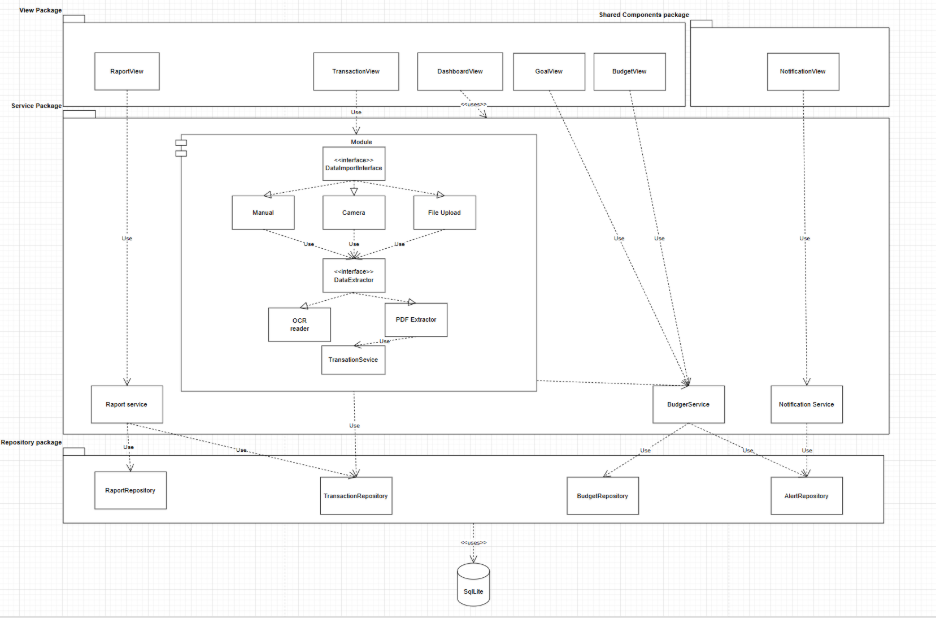 View Package
Shared Components package
RaportView
TransactionView
DashboardView
GoalView
BudgetView
NotificationView
Service Package
<<uses>>
Use
Module
<<interface>>
DataImportInterface
Manual
Camera
File Upload
Use
Use
Use
Use
Use
Use
Use
<<interface>>
DataExtractor
OCR
reader
PDF Extractor
Use
TransationSevice
Raport service
BudgerService
Notification Service
Use
Repository package
Use
Use
Use
Use
Use
RaportRepository
TransactionRepository
BudgetRepository
AlertRepository
<<uses>>
SqlLite